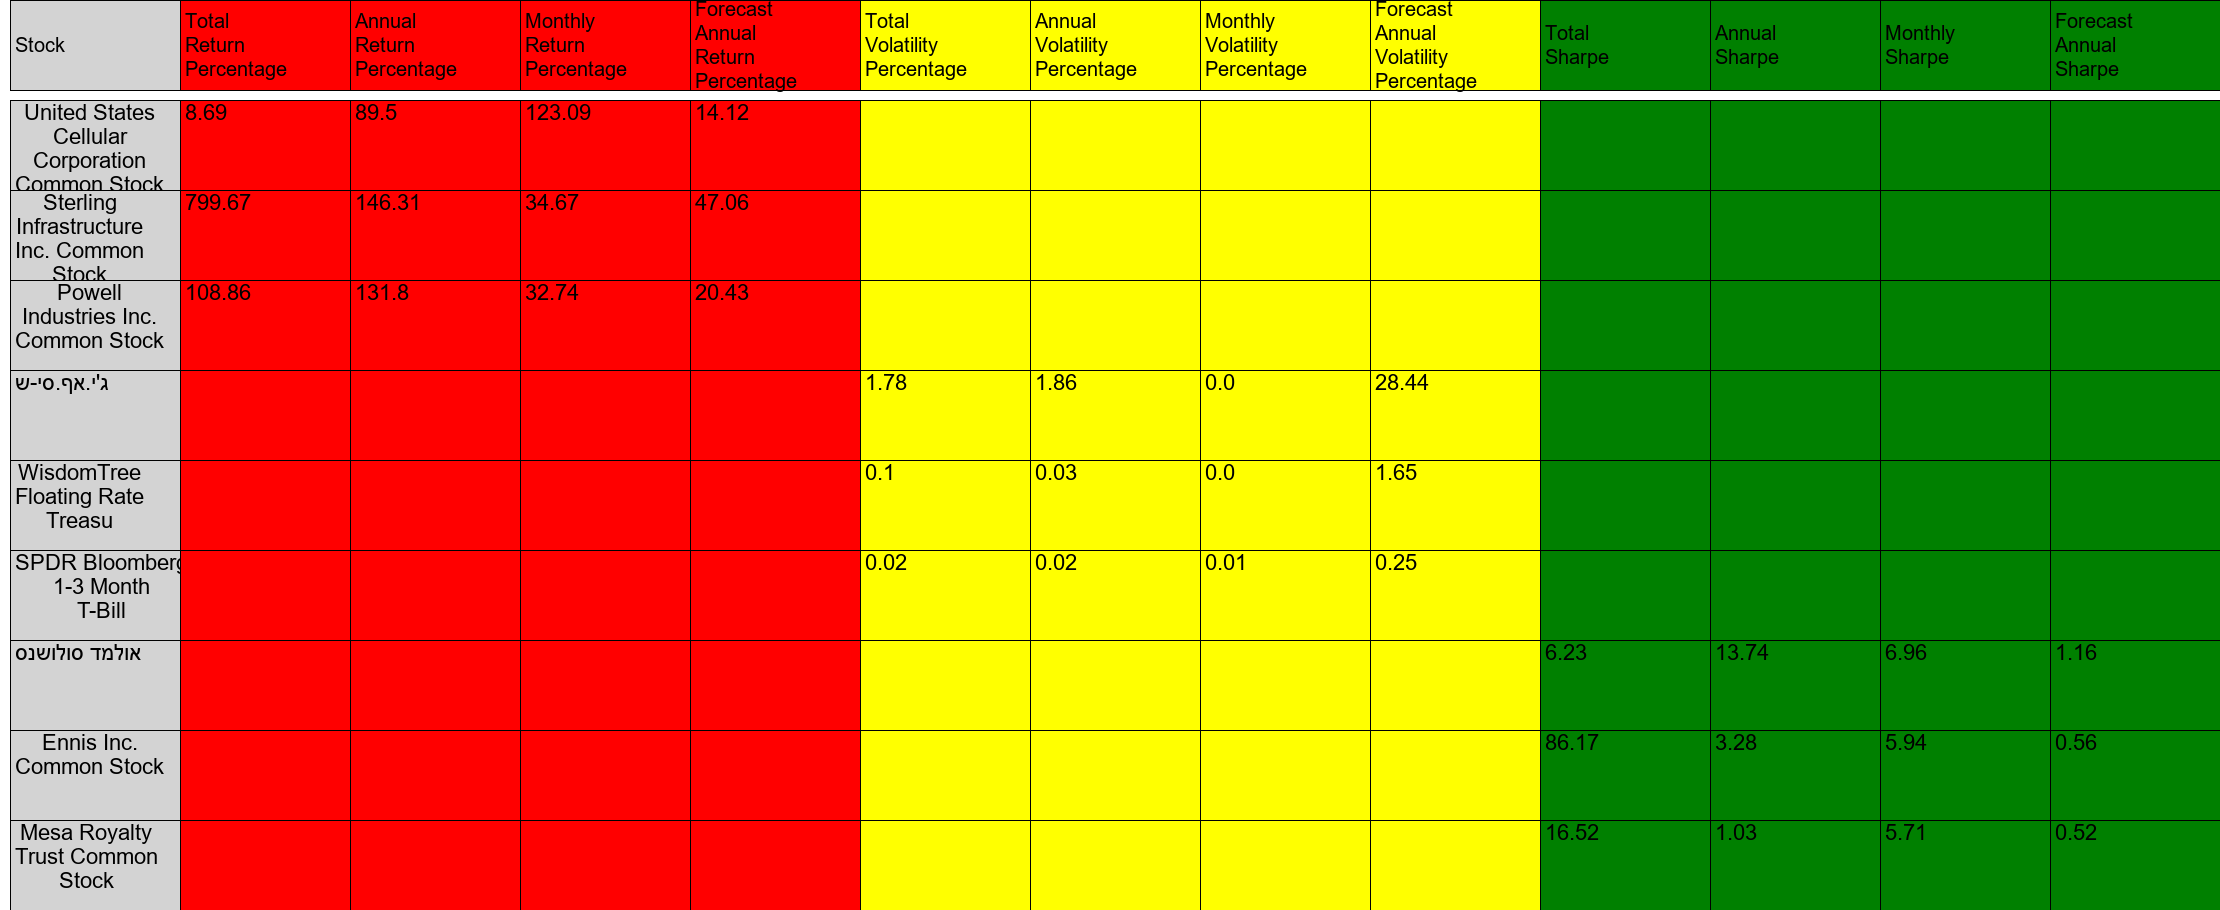 Stock
Total
Return
Percentage
Annual
Return
Percentage
Monthly
Return
Percentage
Forecast
Annual
Return
Percentage
Total
Volatility
Percentage
Annual
Volatility
Percentage
Monthly
Volatility
Percentage
Forecast
Annual
Volatility
Percentage
Total
Sharpe
Annual
Sharpe
Monthly
Sharpe
Forecast
Annual
Sharpe
United States
Cellular
Corporation
Common Stock
8.69
89.5
123.09
14.12
Sterling
Infrastructure
Inc. Common
Stock
799.67
146.31
34.67
47.06
Powell
Industries Inc.
Common Stock
108.86
131.8
32.74
20.43
ג'י.אף.סי-ש
1.78
1.86
0.0
28.44
WisdomTree
Floating Rate
Treasu
0.1
0.03
0.0
1.65
SPDR Bloomberg
1-3 Month
T-Bill
0.02
0.02
0.01
0.25
אולמד סולושנס
6.23
13.74
6.96
1.16
Ennis Inc.
Common Stock
86.17
3.28
5.94
0.56
Mesa Royalty
Trust Common
Stock
16.52
1.03
5.71
0.52